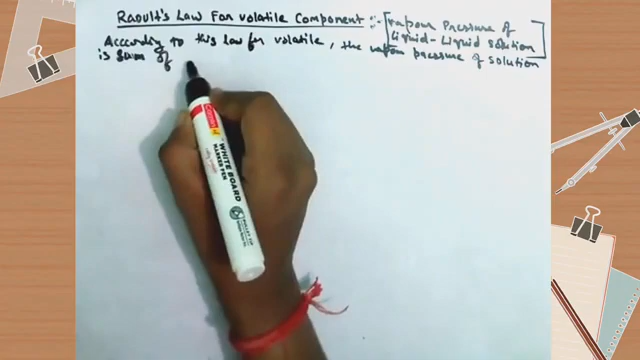 Raoult's Law For Volatile Component :- [vapour Pressure of
Liquid-Liquid solution]
According to this law for volatile, the vapour pressure of solution
is sum of
Camlin
WHITE BOARD
MARKER PEN